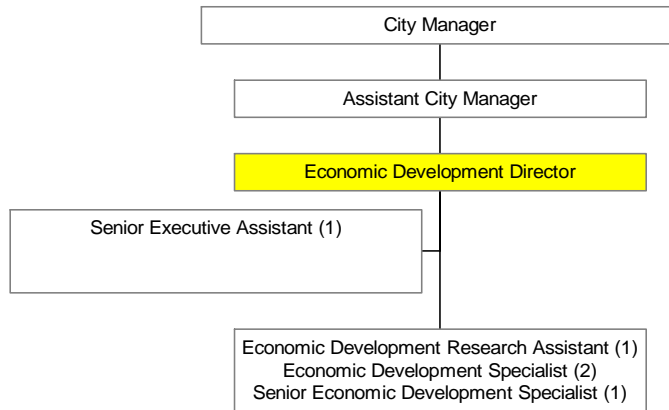 City Manager
Assistant City Manager
Economic Development Director
Senior Executive Assistant (1)
Economic Development Research Assistant (1)
Economic Development Specialist (2)
Senior Economic Development Specialist (1)